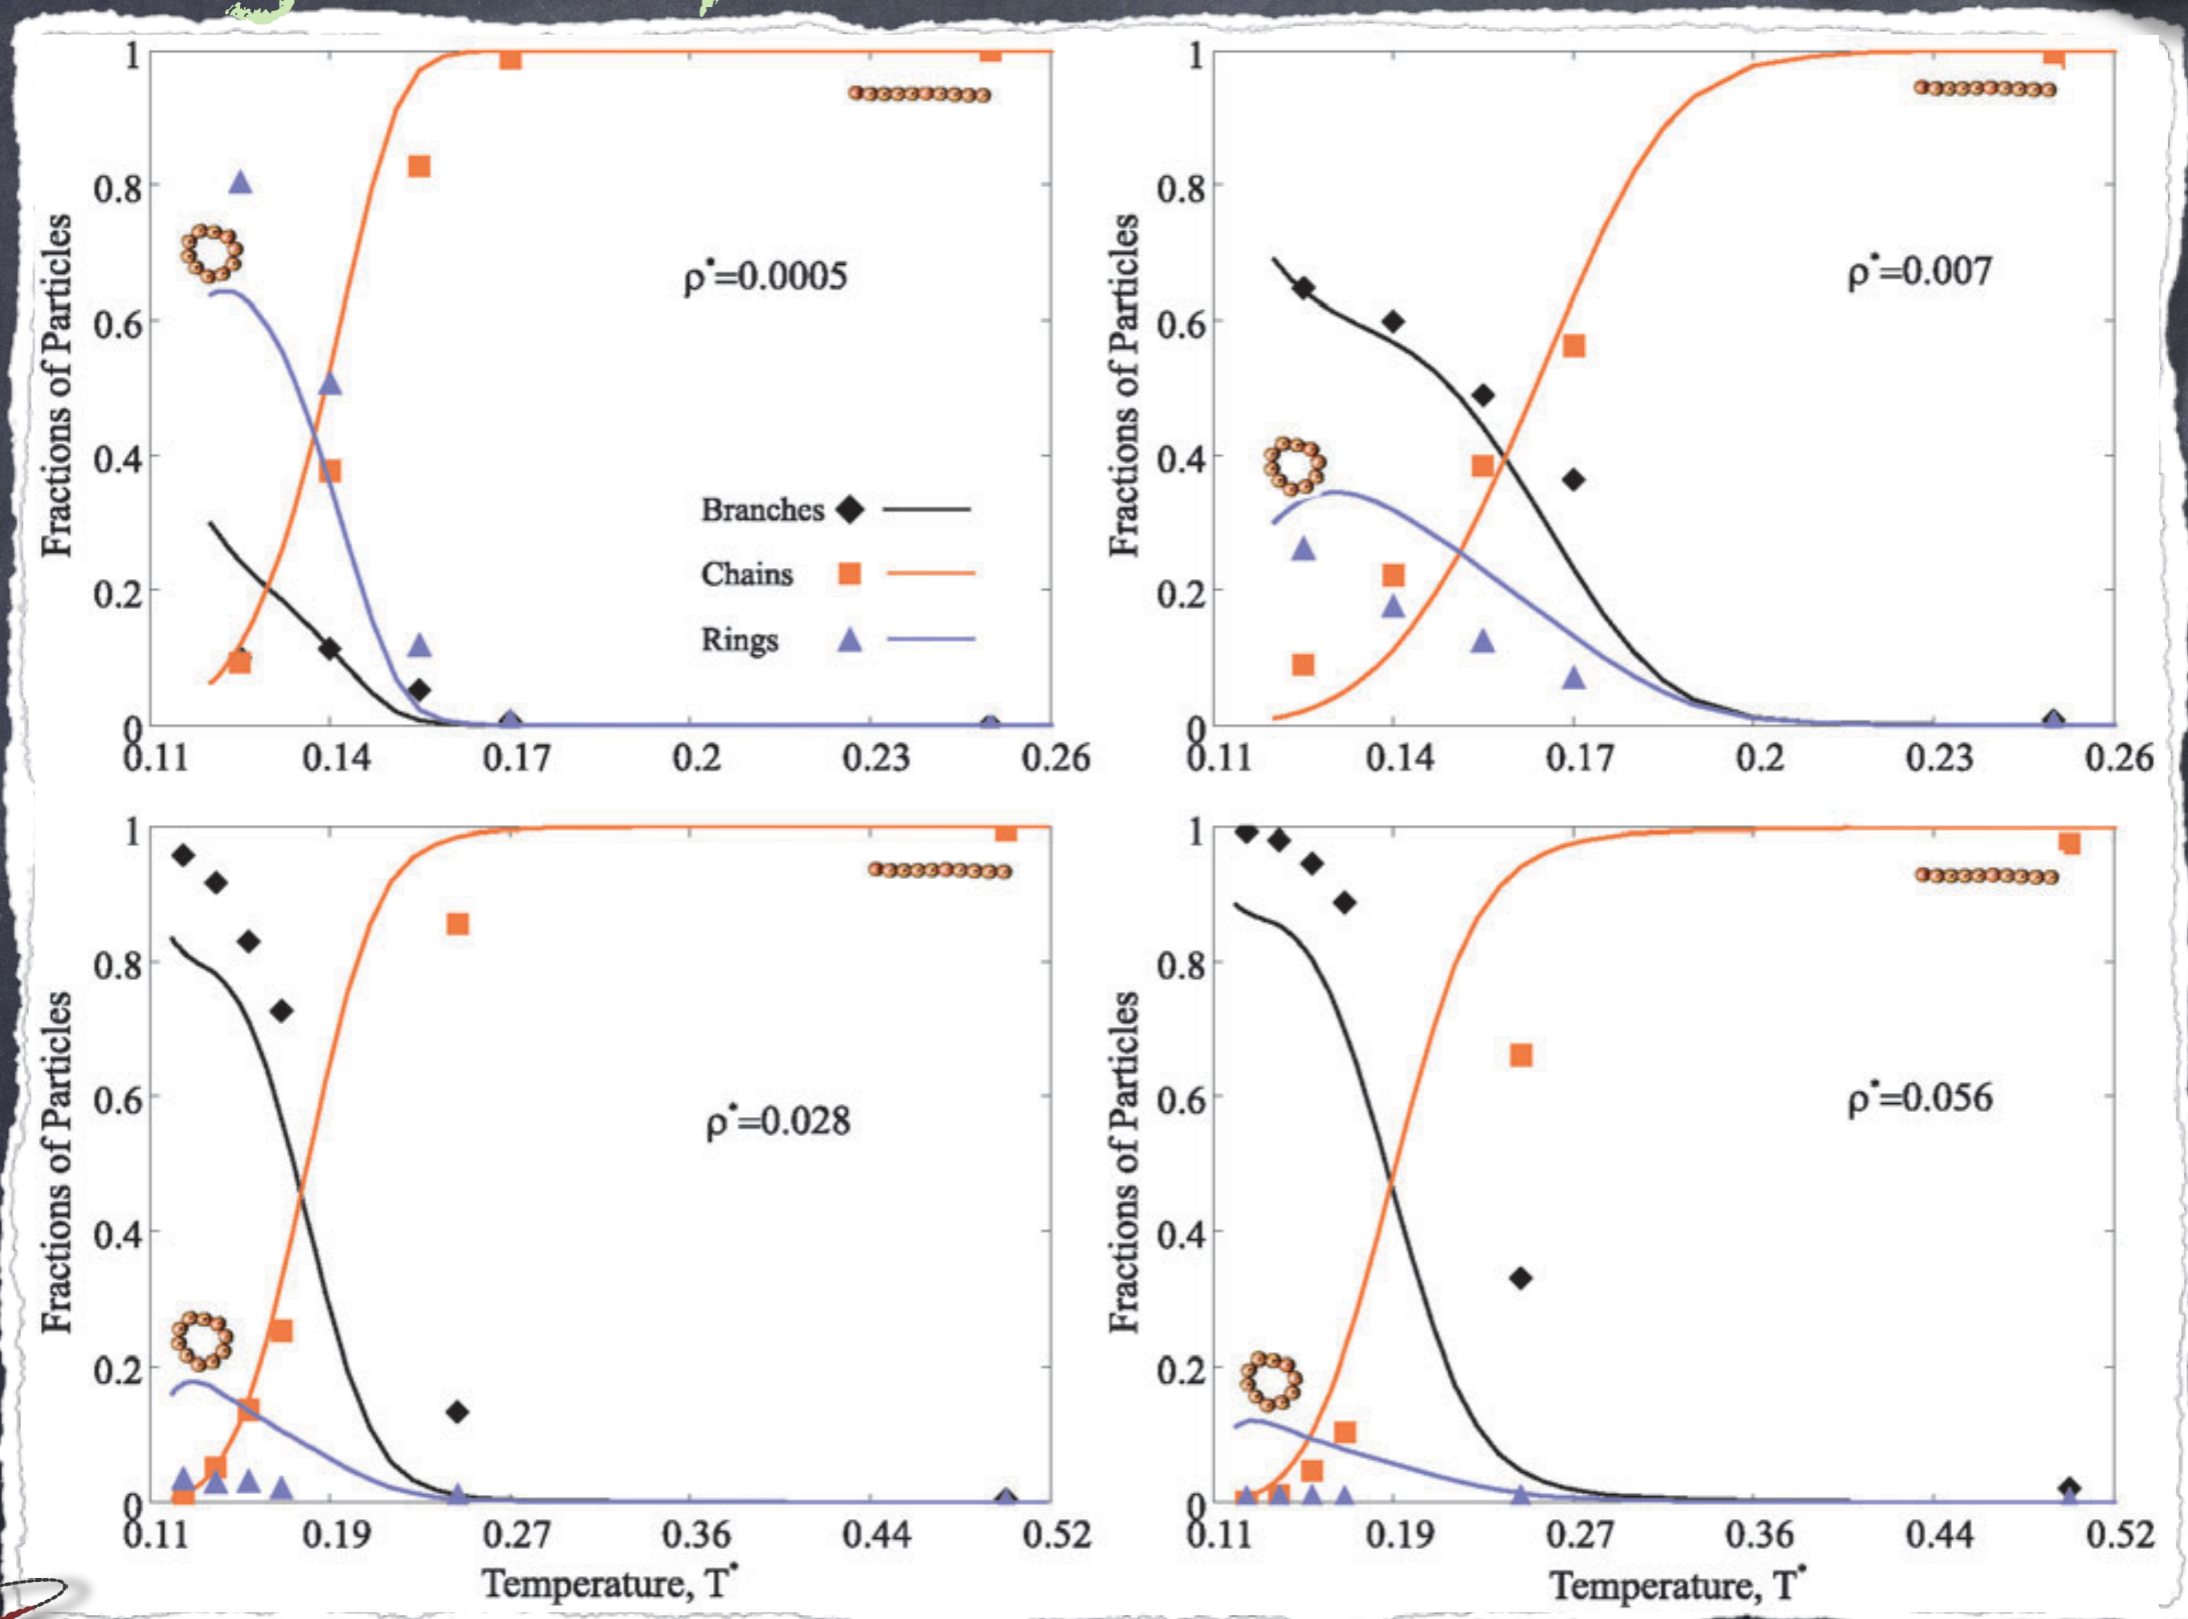 1
0.8
0.6
0.4
0.2
0
Fractions of Particles
ρ*=0.0005
Branches
Chains
Rings
0.11 0.14 0.17 0.2 0.23 0.26
1
0.8
0.6
0.4
0.2
0
Fractions of Particles
ρ*=0.007
0.11 0.14 0.17 0.2 0.23 0.26
1
0.8
0.6
0.4
0.2
0
Fractions of Particles
ρ*=0.028
0.11 0.19 0.27 0.36 0.44 0.52
Temperature, T*
1
0.8
0.6
0.4
0.2
0
Fractions of Particles
ρ*=0.056
0.11 0.19 0.27 0.36 0.44 0.52
Temperature, T*